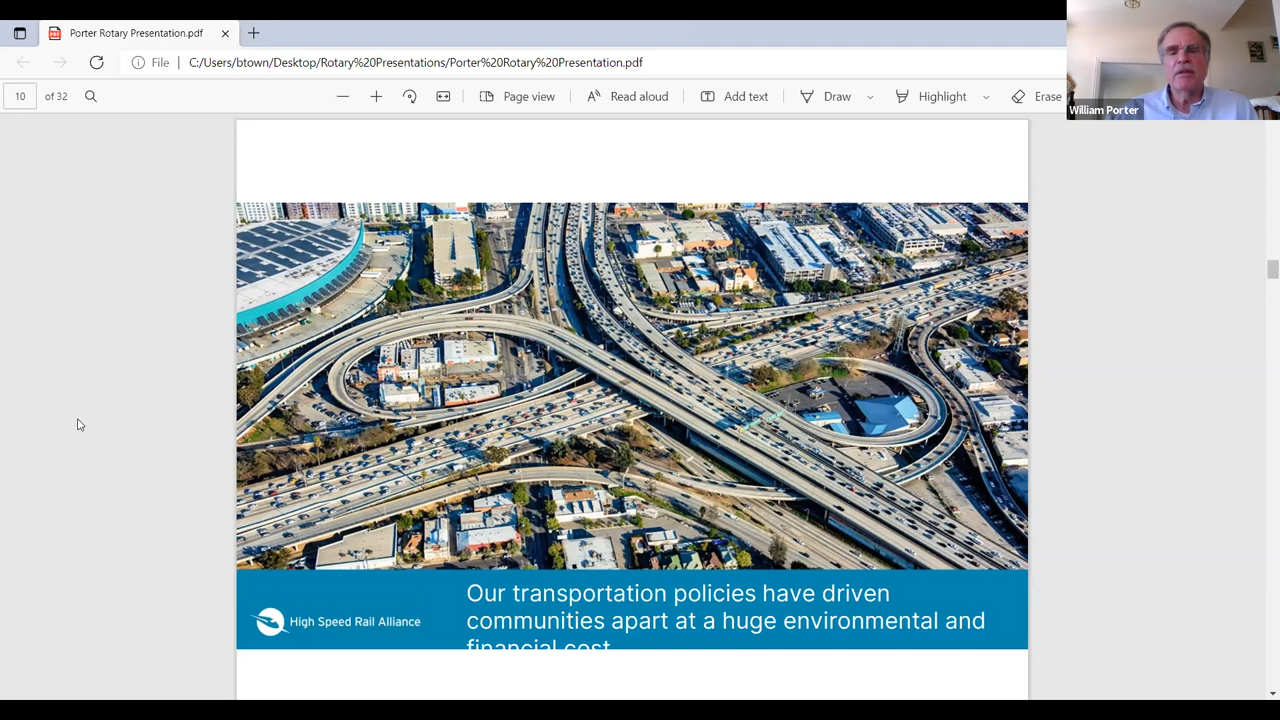 Porter Rotary Presentation.pdf
File
C:/Users/btown/Desktop/Rotary%20Presentations/Porter%20Rotary%20Presentation.pdf
10 of 32
Page view
Read aloud
Add text
Draw
Highlight
Erase
William Porter
Our transportation policies have driven
communities apart at a huge environmental and
financial cost
High Speed Rail Alliance